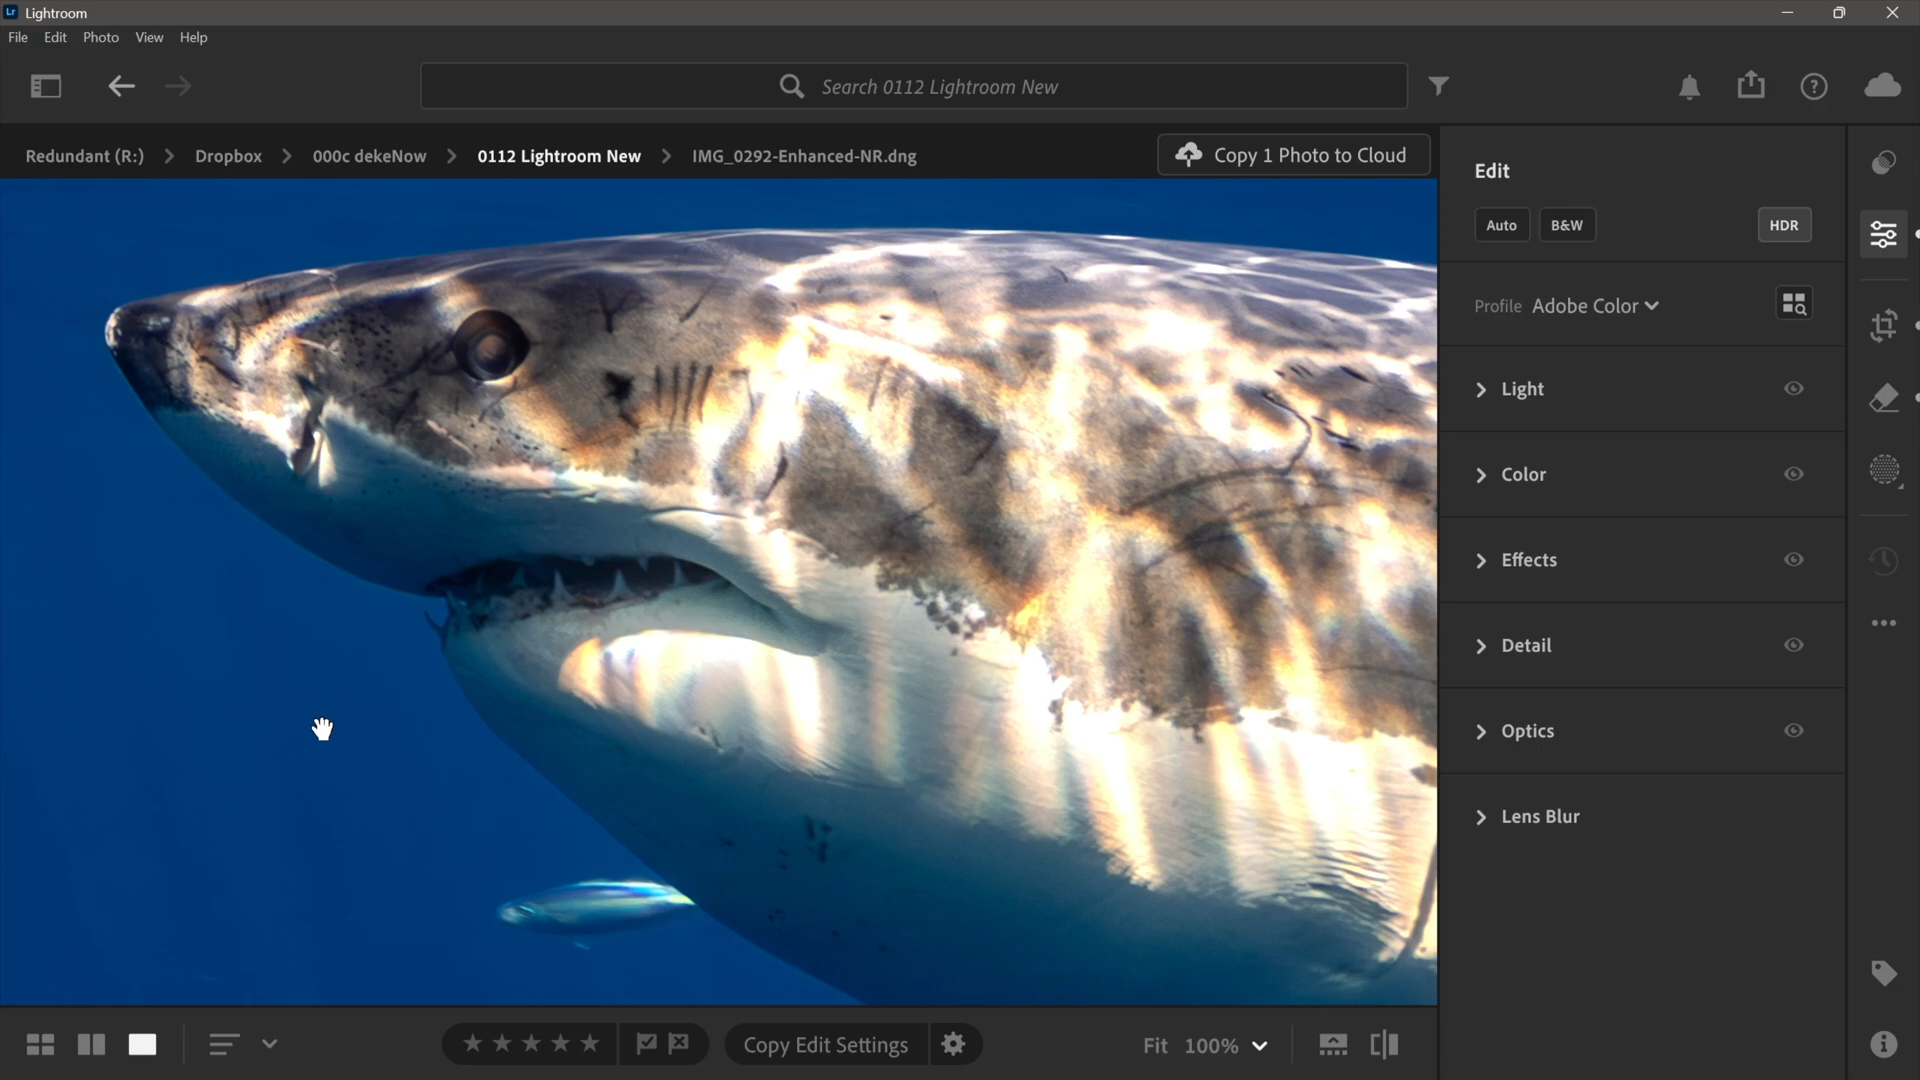 Lr Lightroom
File Edit Photo View Help
Search 0112 Lightroom New
Redundant (R:) Dropbox 000c dekeNow 0112 Lightroom New IMG_0292-Enhanced-NR.dng
Copy 1 Photo to Cloud
Edit
Auto B&W HDR
Profile Adobe Color
Light
Color
Effects
Detail
Optics
Lens Blur
Copy Edit Settings
Fit 100%